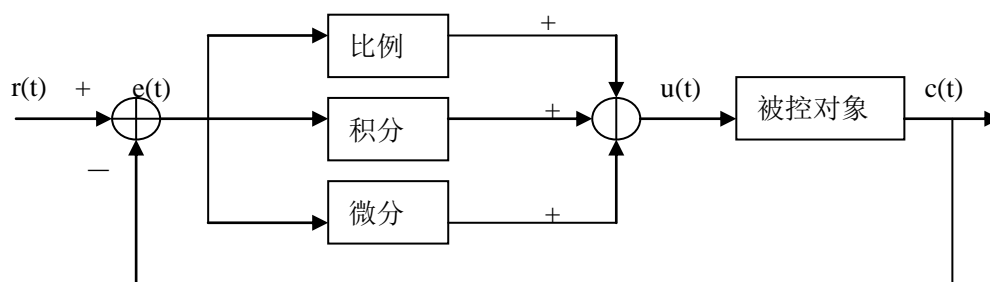 比例
+
r(t)
+
e(t)
积分
+
u(t)
被控对象
c(t)
—
微分
+